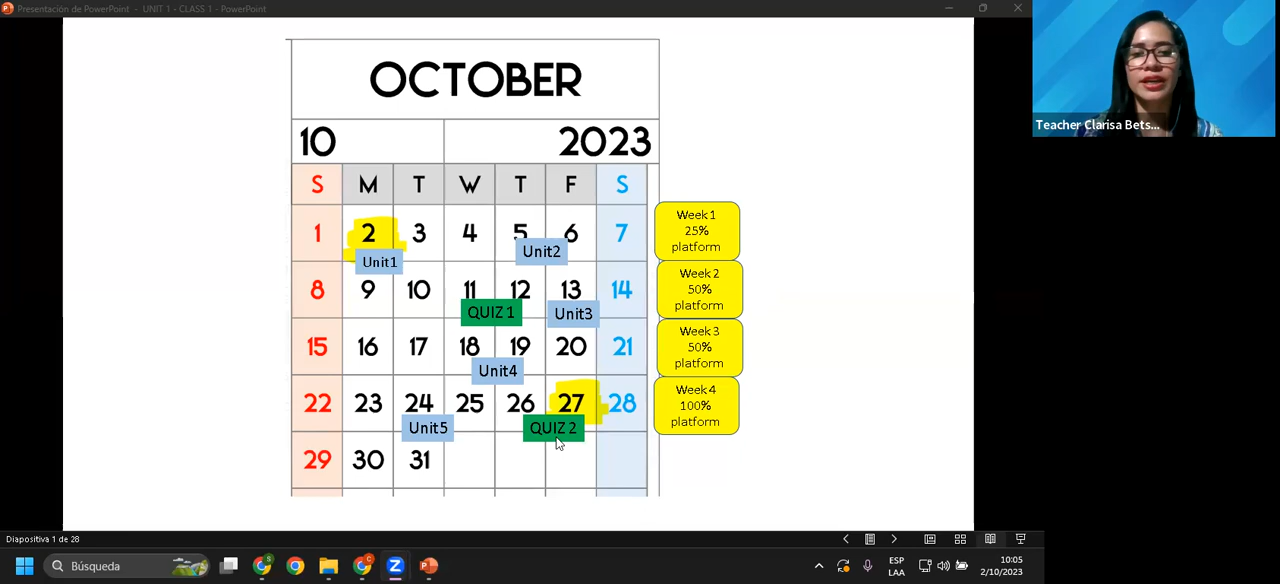 Presentación de PowerPoint - UNIT 1 - CLASS 1 - PowerPoint
Teacher Clarisa Bets...
OCTOBER
10 2023
S M T W T F S
1 2 3 4 5 6 7
Unit1 Unit2
8 9 10 11 12 13 14
QUIZ 1 Unit3
15 16 17 18 19 20 21
Unit4
22 23 24 25 26 27 28
Unit5 QUIZ 2
29 30 31
Week 1
25%
platform
Week 2
50%
platform
Week 3
50%
platform
Week 4
100%
platform
Diapositiva 1 de 28
Búsqueda
ESP
LAA
10:05
2/10/2023